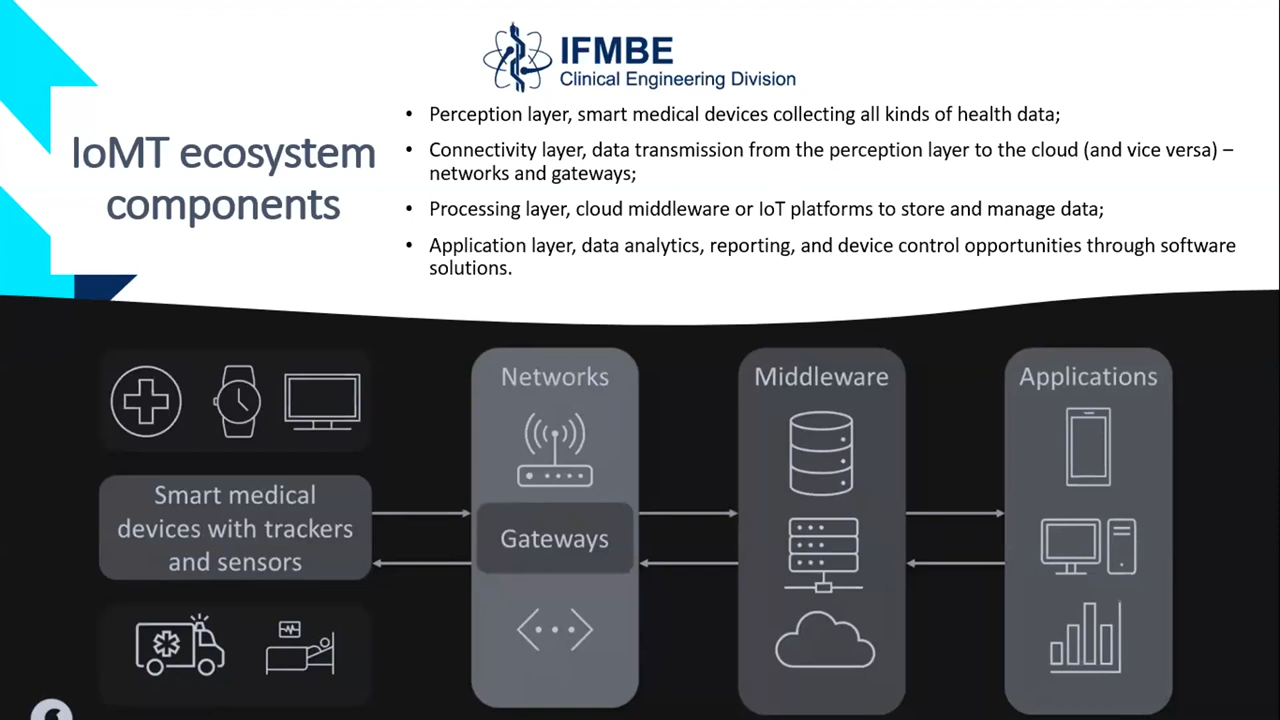 IFMBE
Clinical Engineering Division
IoMT ecosystem
components
• Perception layer, smart medical devices collecting all kinds of health data;
• Connectivity layer, data transmission from the perception layer to the cloud (and vice versa) –
networks and gateways;
• Processing layer, cloud middleware or IoT platforms to store and manage data;
• Application layer, data analytics, reporting, and device control opportunities through software
solutions.
Smart medical
devices with trackers
and sensors
Networks
Gateways
Middleware
Applications